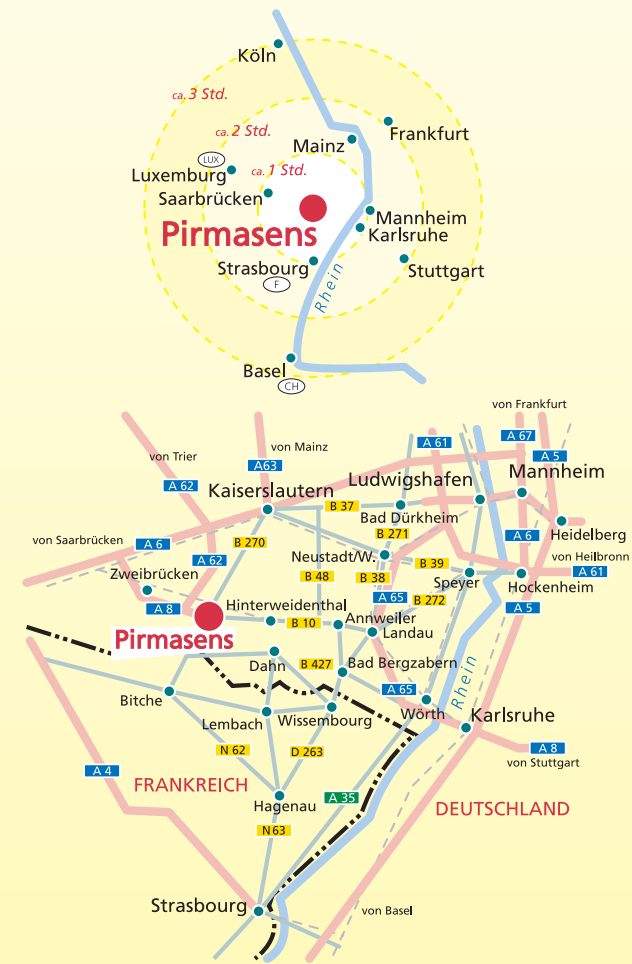 Köln
ca. 3 Std.
ca. 2 Std.
Frankfurt
Mainz
LUX
ca. 1 Std.
Luxemburg
Saarbrücken
Mannheim
Pirmasens
Karlsruhe
Strasbourg
Stuttgart
F
Rhein
Basel
CH
von Frankfurt
A 67
A 61
von Mainz
von Trier
A 5
A63
Mannheim
Ludwigshafen
A 62
Kaiserslautern
B 37
Bad Dürkheim
B 271
A 6
Heidelberg
von Saarbrücken
A 6
B 270
Neustadt/W.
von Heilbronn
A 62
B 39
A 61
Zweibrücken
B 48
B 38
Speyer
Hockenheim
A 65
B 272
A 8
Hinterweidenthal
A 5
B 10
Annweiler
Landau
Pirmasens
Dahn
B 427
Bad Bergzabern
A 65
Rhein
Bitche
Lembach
Wissembourg
Wörth
Karlsruhe
N 62
D 263
A 8
von Stuttgart
A 4
FRANKREICH
A 35
Hagenau
DEUTSCHLAND
N63
Strasbourg
von Basel